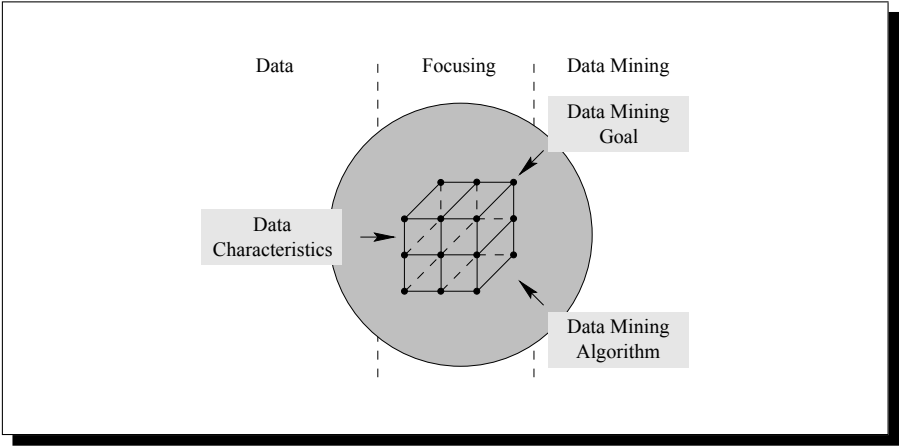 Data
Focusing
Data Mining
Data Mining
Goal
Data
Characteristics
Data Mining
Algorithm